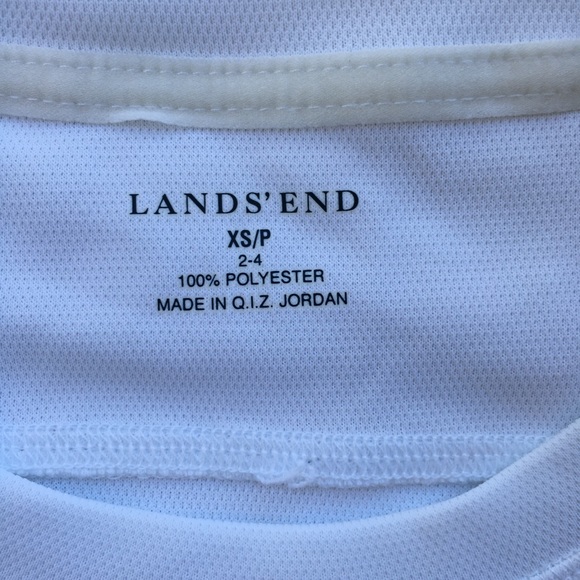 LANDS' END
XS/P
2-4
100% POLYESTER
MADE IN Q.I.Z. JORDAN